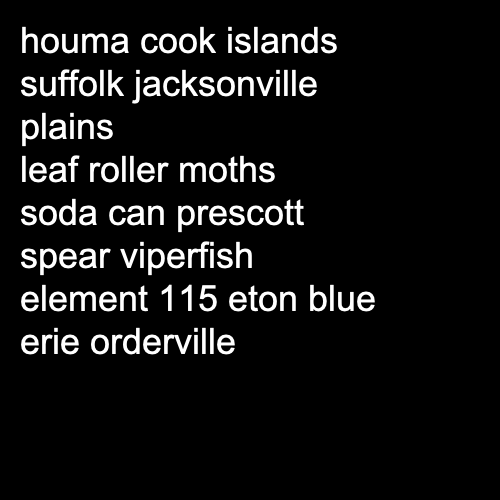 houma cook islands
suffolk jacksonville
plains
leaf roller moths
soda can prescott
spear viperfish
element 115 eton blue
erie orderville